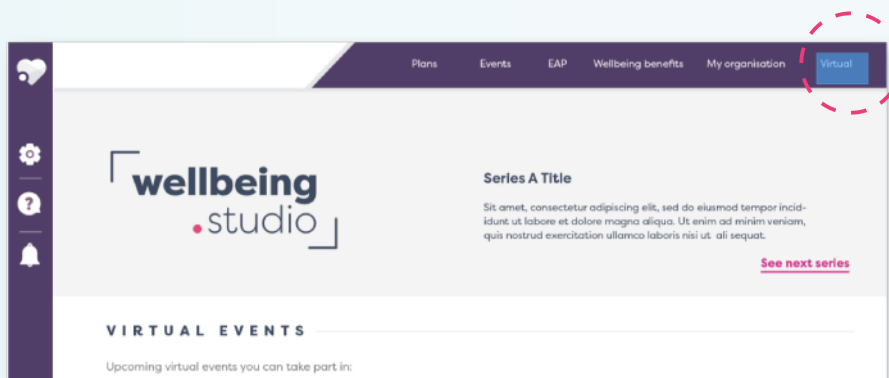 Plans Events EAP Wellbeing benefits My organisation Virtual
wellbeing
.studio
Series A Title
Sit amet, consectetur adipiscing elit, sed do eiusmod tempor incid-
idunt ut labore et dolore magna aliqua. Ut enim ad minim veniam,
quis nostrud exercitation ullamco laboris nisi ut ali sequat.
See next series
VIRTUAL EVENTS
Upcoming virtual events you can take part in: